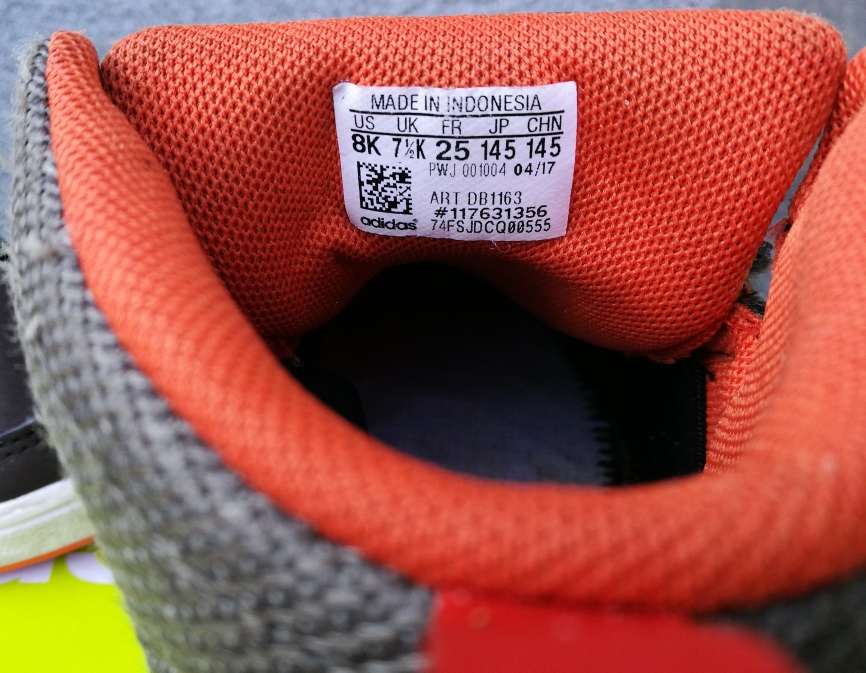 MADE IN INDONESIA
US UK FR JP CHN
8K 7½K 25 145 145
PWJ 001004 04/17
ART DB1163
#117631356
adidas® 74FSJDCQ00555